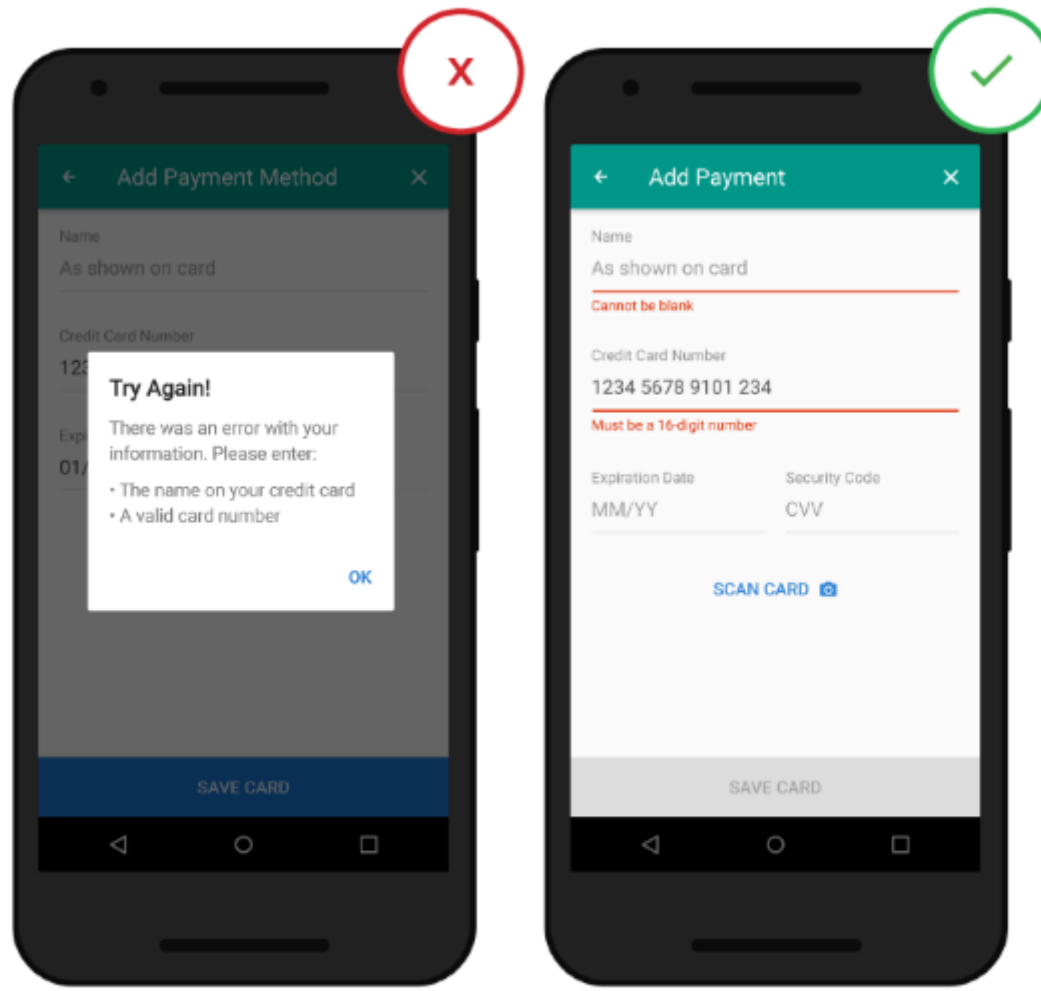 X
Add Payment Method
Name
As shown on card
Credit Card Number
123
Try Again!
There was an error with your
information. Please enter:
• The name on your credit card
• A valid card number
OK
01/
SAVE CARD
Add Payment
Name
As shown on card
Cannot be blank
Credit Card Number
1234 5678 9101 234
Must be a 16-digit number
Expiration Date Security Code
MM/YY CVV
SCAN CARD
SAVE CARD